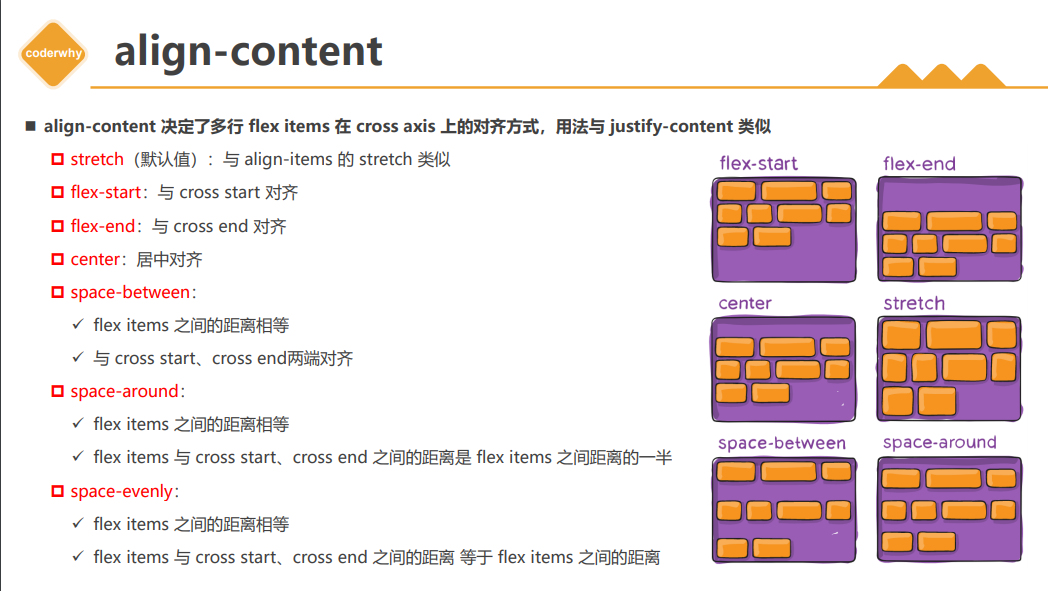 coderwhy
align-content
align-content 决定了多行 flex items 在 cross axis 上的对齐方式，用法与 justify-content 类似
stretch（默认值）：与 align-items 的 stretch 类似
flex-start：与 cross start 对齐
flex-end：与 cross end 对齐
center：居中对齐
space-between：
flex items 之间的距离相等
与 cross start、cross end两端对齐
space-around：
flex items 之间的距离相等
flex items 与 cross start、cross end 之间的距离是 flex items 之间距离的一半
space-evenly：
flex items 之间的距离相等
flex items 与 cross start、cross end 之间的距离 等于 flex items 之间的距离
flex-start
flex-end
center
stretch
space-between
space-around